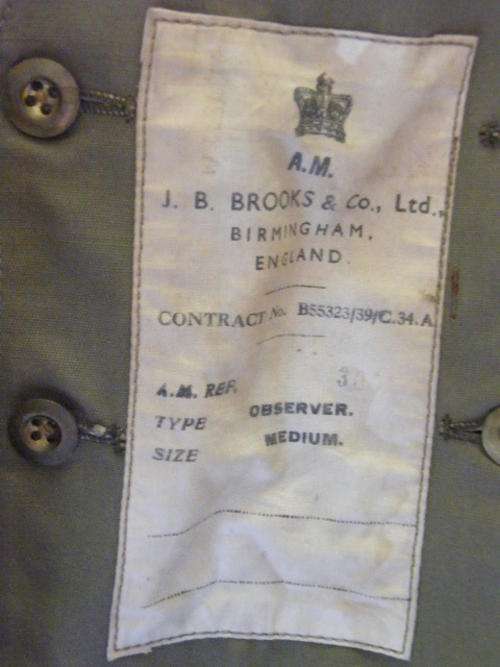 A.M.
J. B. BROOKS & Co., Ltd.,
BIRMINGHAM,
ENGLAND.
CONTRACT No. B55323/39/C.34.A
A.M. REF.
TYPE OBSERVER.
SIZE MEDIUM.